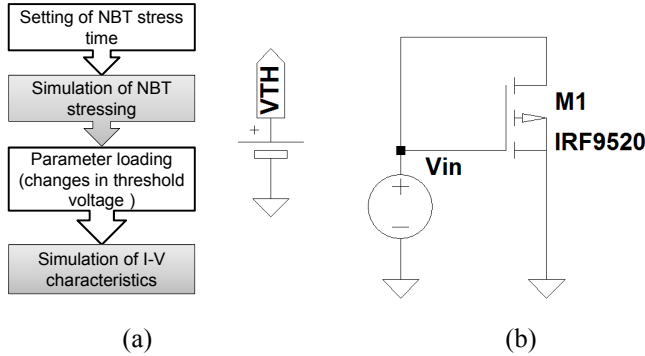 Setting of NBT stress
time
Simulation of NBT
stressing
Parameter loading
(changes in threshold
voltage )
Simulation of I-V
characteristics
VTH
+
Vin
+
−
M1
IRF9520
(a)
(b)